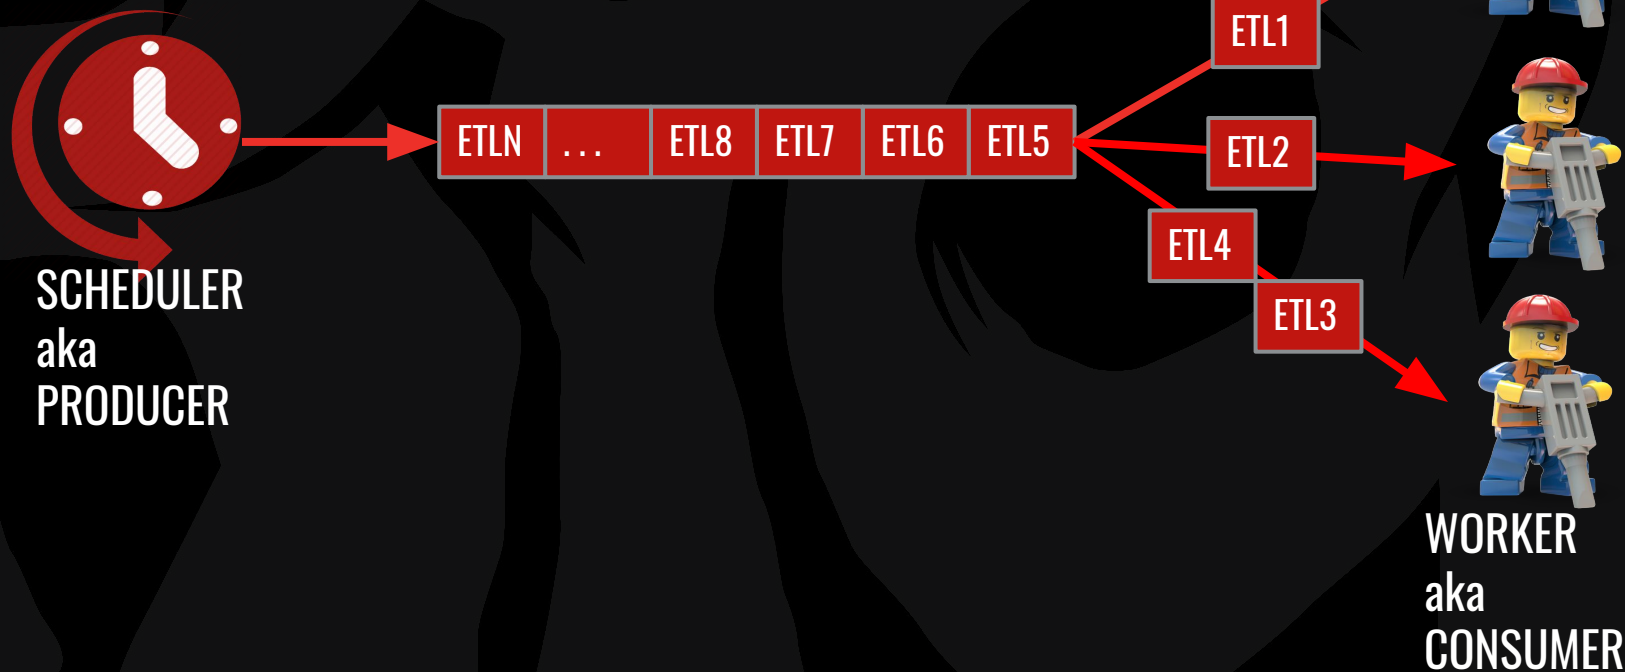 ETL1
ETLN ... ETL8 ETL7 ETL6 ETL5
ETL2
ETL4
ETL3
SCHEDULER
aka
PRODUCER
WORKER
aka
CONSUMER